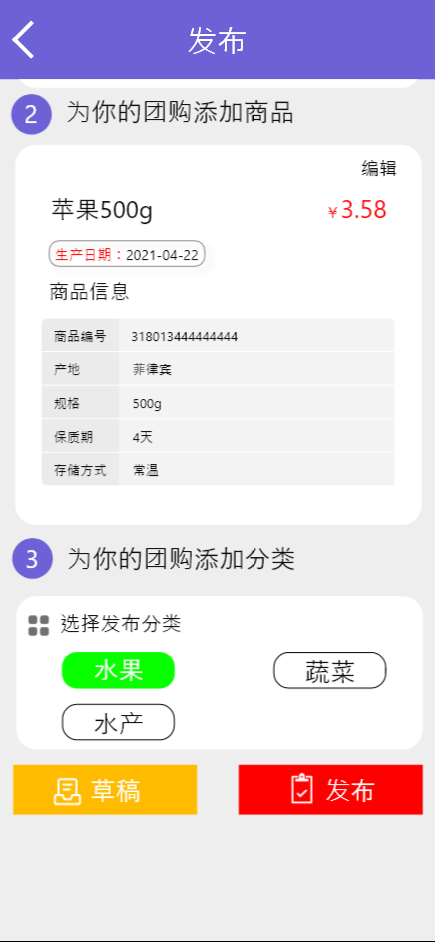 发布
2 为你的团购添加商品
编辑
苹果500g ￥3.58
生产日期：2021-04-22
商品信息
商品编号 318013444444444
产地 菲律宾
规格 500g
保质期 4天
存储方式 常温
3 为你的团购添加分类
选择发布分类
水果 蔬菜
水产
草稿 发布